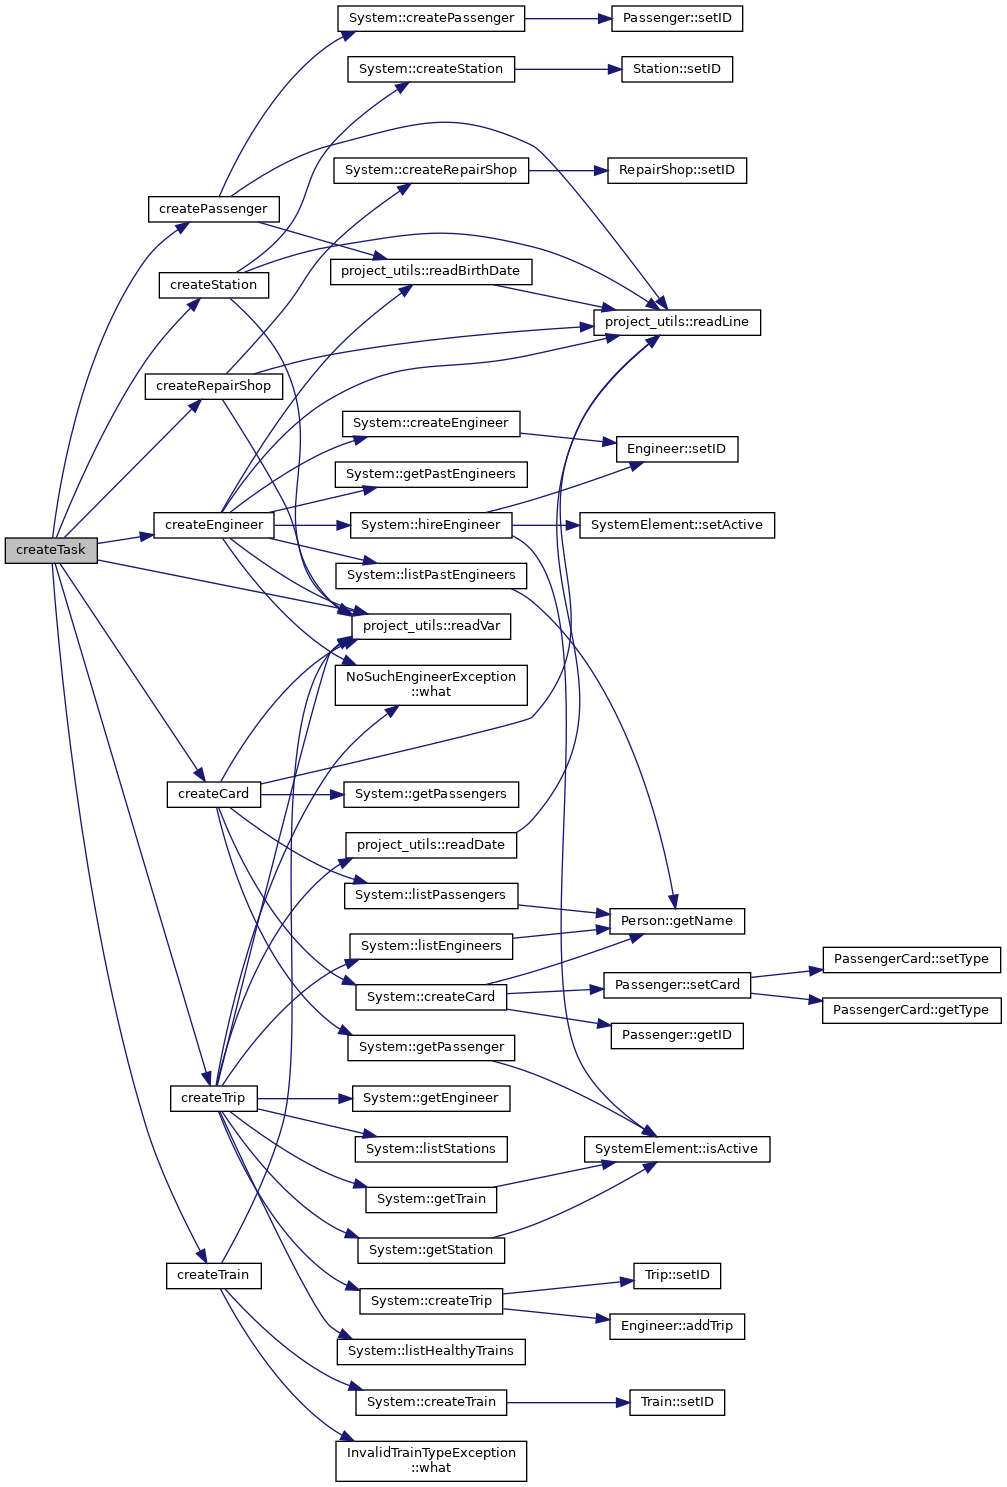 System::createPassenger
Passenger::setID
System::createStation
Station::setID
System::createRepairShop
RepairShop::setID
createPassenger
project_utils::readBirthDate
createStation
project_utils::readLine
createRepairShop
System::createEngineer
Engineer::setID
System::getPastEngineers
createEngineer
System::hireEngineer
SystemElement::setActive
createTask
System::listPastEngineers
project_utils::readVar
NoSuchEngineerException
::what
createCard
System::getPassengers
project_utils::readDate
System::listPassengers
Person::getName
System::listEngineers
PassengerCard::setType
System::createCard
Passenger::setCard
PassengerCard::getType
Passenger::getID
System::getPassenger
createTrip
System::getEngineer
System::listStations
SystemElement::isActive
System::getTrain
System::getStation
createTrain
Trip::setID
System::createTrip
Engineer::addTrip
System::listHealthyTrains
System::createTrain
Train::setID
InvalidTrainTypeException
::what